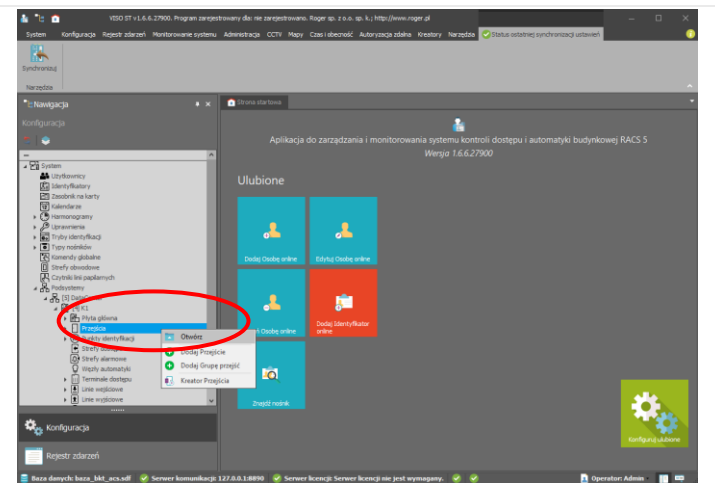 VISO ST v1.6.6.27900. Program zarejestrowany dla: nie zarejestrowano. Roger sp. z o.o. sp. k.; http://www.roger.pl
System Konfiguracja Rejestr zdarzeń Monitorowanie systemu Administracja CCTV Mapy Czas i obecność Autoryzacja zdalna Kreatory Narzędzia Status ostatniej synchronizacji ustawień
Synchronizuj
Narzędzia
Nawigacja
Strona startowa
Konfiguracja
Aplikacja do zarządzania i monitorowania systemu kontroli dostępu i automatyki budynkowej RACS 5
Wersja 1.6.6.27900
System
Użytkownicy
Identyfikatory
Zasobnik na karty
Kalendarze
Harmonogramy
Uprawnienia
Tryby identyfikacji
Typy nośników
Komendy globalne
Strefy obwodowe
Czytniki linii papilarnych
Podsystemy
[5]
K1
Płyta główna
Przejścia
Punkty identyfikacji
Strefy
Strefy alarmowe
Węzły automatyki
Terminale dostępu
Linie wejściowe
Linie wyjściowe
Otwórz
Dodaj Przejście
Dodaj Grupę przejść
Kreator Przejścia
Ulubione
Dodaj Osobę online
Edytuj Osobę online
Osobę online
Dodaj Identyfikator online
Znajdź nośnik
Konfiguruj ulubione
Konfiguracja
Rejestr zdarzeń
Baza danych: baza_bkt_acs.sdf Serwer komunikacji: 127.0.0.1:8890 Serwer licencji: Serwer licencji nie jest wymagany. Operator: Admin